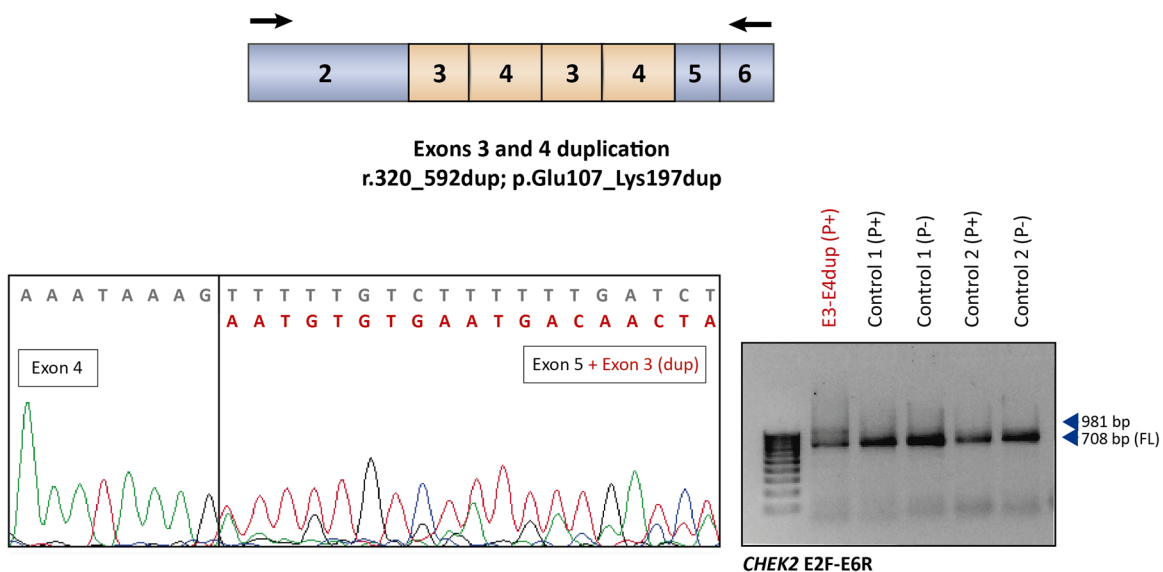 2 3 4 3 4 5 6
Exons 3 and 4 duplication
r.320_592dup; p.Glu107_Lys197dup
A A A T A A A G T T T T T G T C T T T T T T G A T C T
A A T G T G T G A A T G A C A A C T A
Exon 4
Exon 5 + Exon 3 (dup)
E3-E4dup (P+)
Control 1 (P+)
Control 1 (P-)
Control 2 (P+)
Control 2 (P-)
981 bp
708 bp (FL)
CHEK2 E2F-E6R